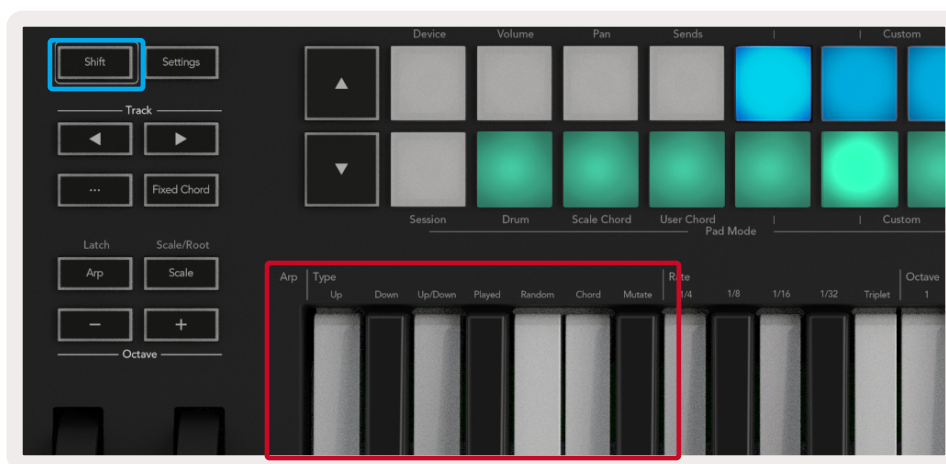 Device Volume Pan Sends Custom
Shift Settings
Track
... Fixed Chord
Session Drum Scale Chord User Chord Custom
Pad Mode
Latch Scale/Root
Arp Scale
Arp Type Rate Octave
Up Down Up/Down Played Random Chord Mutate 1/4 1/8 1/16 1/32 Triplet 1
− +
Octave